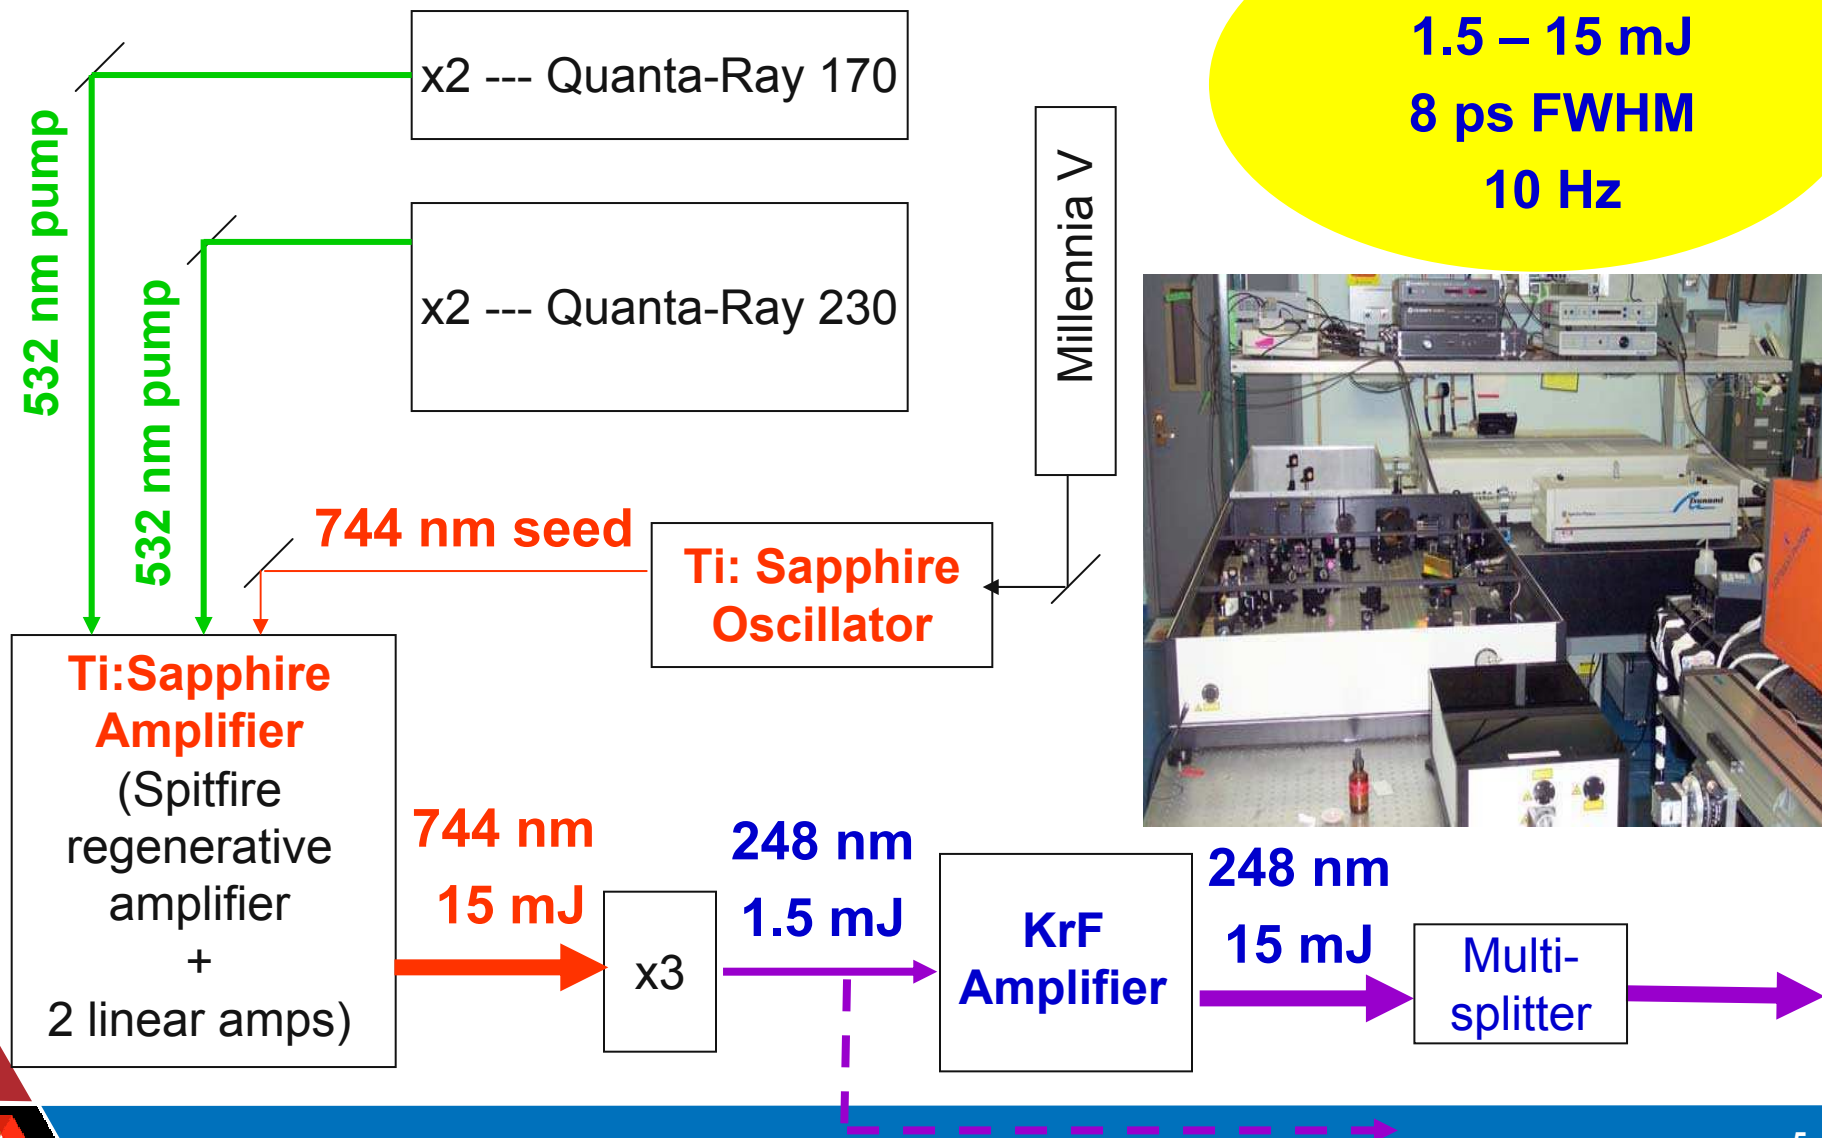 1.5 – 15 mJ
8 ps FWHM
10 Hz
x2 --- Quanta-Ray 170
x2 --- Quanta-Ray 230
532 nm pump
532 nm pump
Millennia V
744 nm seed
Ti: Sapphire
Oscillator
Ti:Sapphire
Amplifier
(Spitfire
regenerative
amplifier
+
2 linear amps)
744 nm
15 mJ
x3
248 nm
1.5 mJ
KrF
Amplifier
248 nm
15 mJ
Multi-
splitter
Tsunami